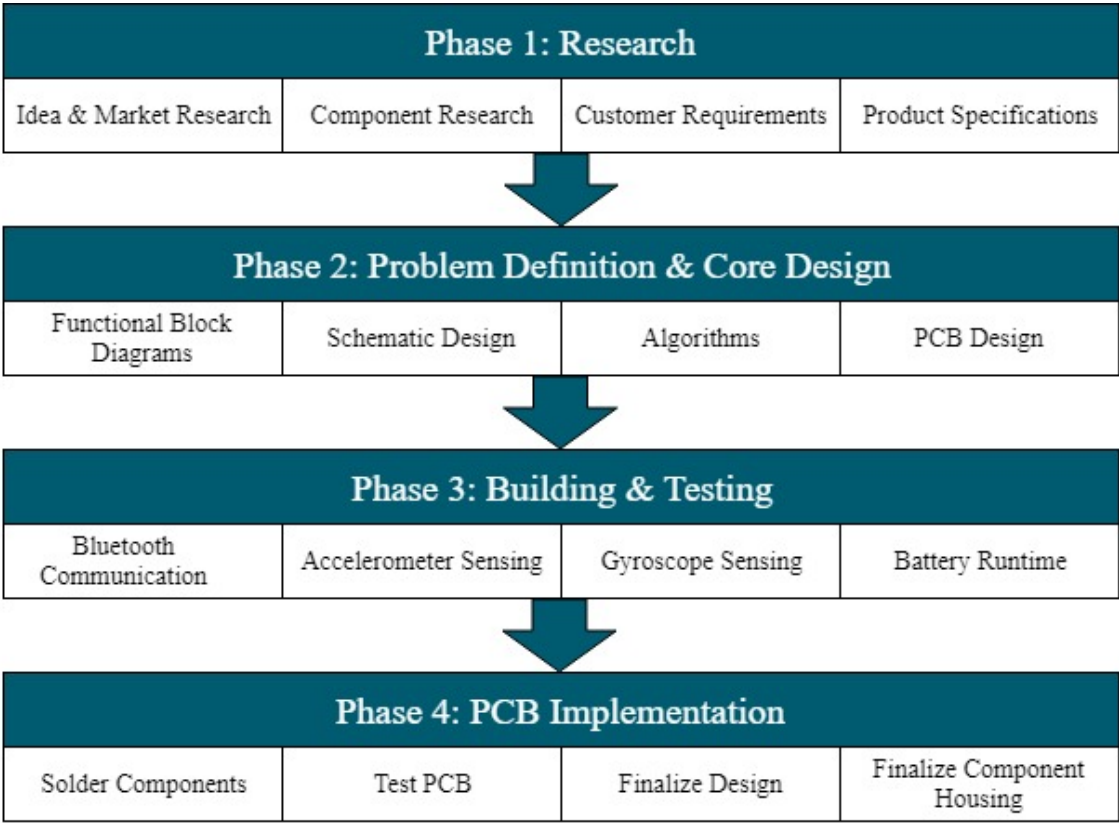 Phase 1: Research
Idea & Market Research
Component Research
Customer Requirements
Product Specifications
Phase 2: Problem Definition & Core Design
Functional Block
Diagrams
Schematic Design
Algorithms
PCB Design
Phase 3: Building & Testing
Bluetooth
Communication
Accelerometer Sensing
Gyroscope Sensing
Battery Runtime
Phase 4: PCB Implementation
Solder Components
Test PCB
Finalize Design
Finalize Component
Housing